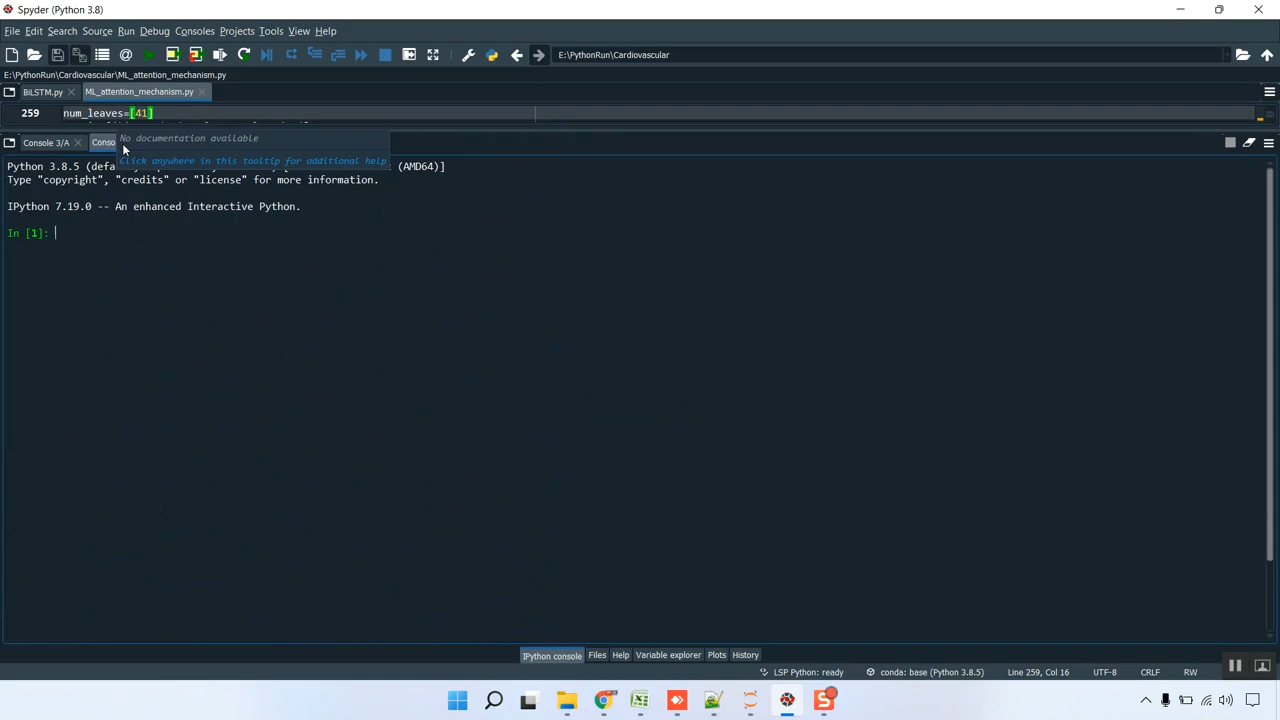 Spyder (Python 3.8)
File Edit Search Source Run Debug Consoles Projects Tools View Help
E:\PythonRun\Cardiovascular
E:\PythonRun\Cardiovascular\ML_attention_mechanism.py
BiLSTM.py ML_attention_mechanism.py
259 num_leaves=[41]
No documentation available
Console 3/A Conso
Click anywhere in this tooltip for additional help
Python 3.8.5 (defa (AMD64)]
Type "copyright", "credits" or "license" for more information.
IPython 7.19.0 -- An enhanced Interactive Python.
In [1]:
IPython console Files Help Variable explorer Plots History
LSP Python: ready conda: base (Python 3.8.5) Line 259, Col 16 UTF-8 CRLF RW